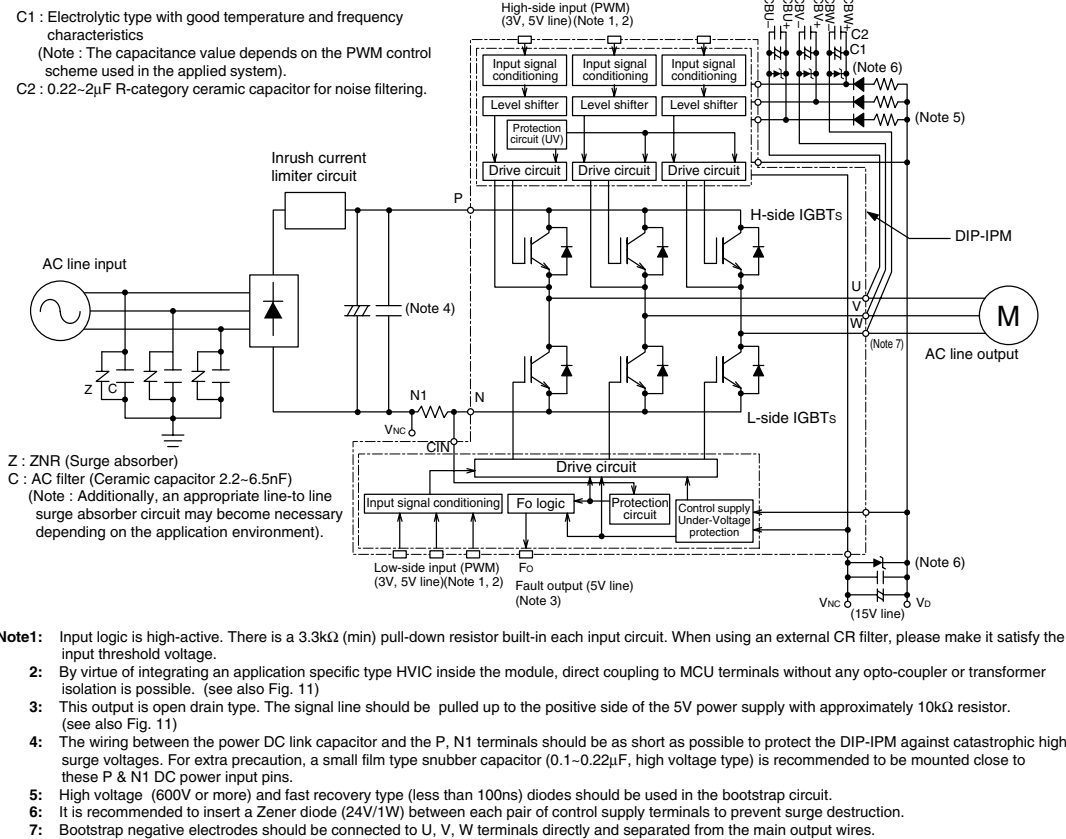 C1 : Electrolytic type with good temperature and frequency
characteristics
(Note : The capacitance value depends on the PWM control
scheme used in the applied system).
C2 : 0.22~2μF R-category ceramic capacitor for noise filtering.
High-side input (PWM)
(3V, 5V line)(Note 1, 2)
CBU–
CBU+
CBV–
CBV+
CBW–
CBW+
C2
C1
(Note 6)
(Note 5)
Input signal
conditioning
Input signal
conditioning
Input signal
conditioning
Level shifter
Level shifter
Level shifter
Protection
circuit (UV)
Drive circuit
Drive circuit
Drive circuit
Inrush current
limiter circuit
P
H-side IGBTS
DIP-IPM
AC line input
(Note 4)
U
V
W
(Note 7)
M
AC line output
Z
C
N1
N
VNC
CIN
L-side IGBTS
Z : ZNR (Surge absorber)
C : AC filter (Ceramic capacitor 2.2~6.5nF)
(Note : Additionally, an appropriate line-to line
surge absorber circuit may become necessary
depending on the application environment).
Drive circuit
Input signal conditioning
Fo logic
Protection
circuit
Control supply
Under-Voltage
protection
Low-side input (PWM)
(3V, 5V line)(Note 1, 2)
FO
Fault output (5V line)
(Note 3)
(Note 6)
VNC
VD
(15V line)
Note1: Input logic is high-active. There is a 3.3kΩ (min) pull-down resistor built-in each input circuit. When using an external CR filter, please make it satisfy the
input threshold voltage.
2: By virtue of integrating an application specific type HVIC inside the module, direct coupling to MCU terminals without any opto-coupler or transformer
isolation is possible. (see also Fig. 11)
3: This output is open drain type. The signal line should be pulled up to the positive side of the 5V power supply with approximately 10kΩ resistor.
(see also Fig. 11)
4: The wiring between the power DC link capacitor and the P, N1 terminals should be as short as possible to protect the DIP-IPM against catastrophic high
surge voltages. For extra precaution, a small film type snubber capacitor (0.1~0.22μF, high voltage type) is recommended to be mounted close to
these P & N1 DC power input pins.
5: High voltage (600V or more) and fast recovery type (less than 100ns) diodes should be used in the bootstrap circuit.
6: It is recommended to insert a Zener diode (24V/1W) between each pair of control supply terminals to prevent surge destruction.
7: Bootstrap negative electrodes should be connected to U, V, W terminals directly and separated from the main output wires.